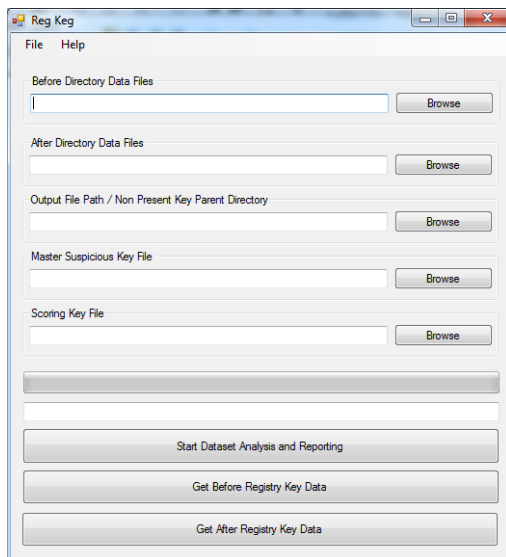 Reg Keg
File Help
Before Directory Data Files
Browse
After Directory Data Files
Browse
Output File Path / Non Present Key Parent Directory
Browse
Master Suspicious Key File
Browse
Scoring Key File
Browse
Start Dataset Analysis and Reporting
Get Before Registry Key Data
Get After Registry Key Data